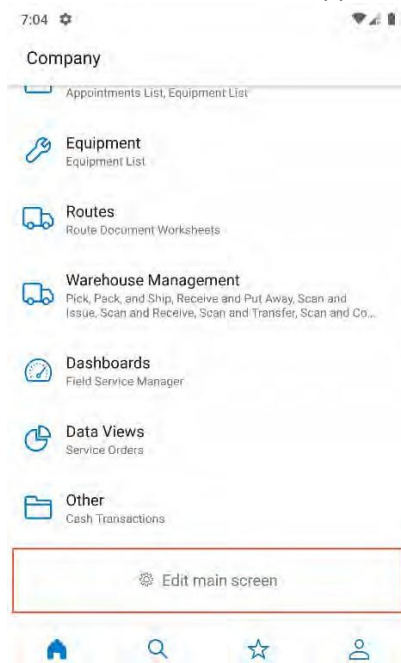 7:04
Company
Appointments List, Equipment List
Equipment
Equipment List
Routes
Route Document Worksheets
Warehouse Management
Pick, Pack, and Ship, Receive and Put Away, Scan and
Issue, Scan and Receive, Scan and Transfer, Scan and Co...
Dashboards
Field Service Manager
Data Views
Service Orders
Other
Cash Transactions
Edit main screen